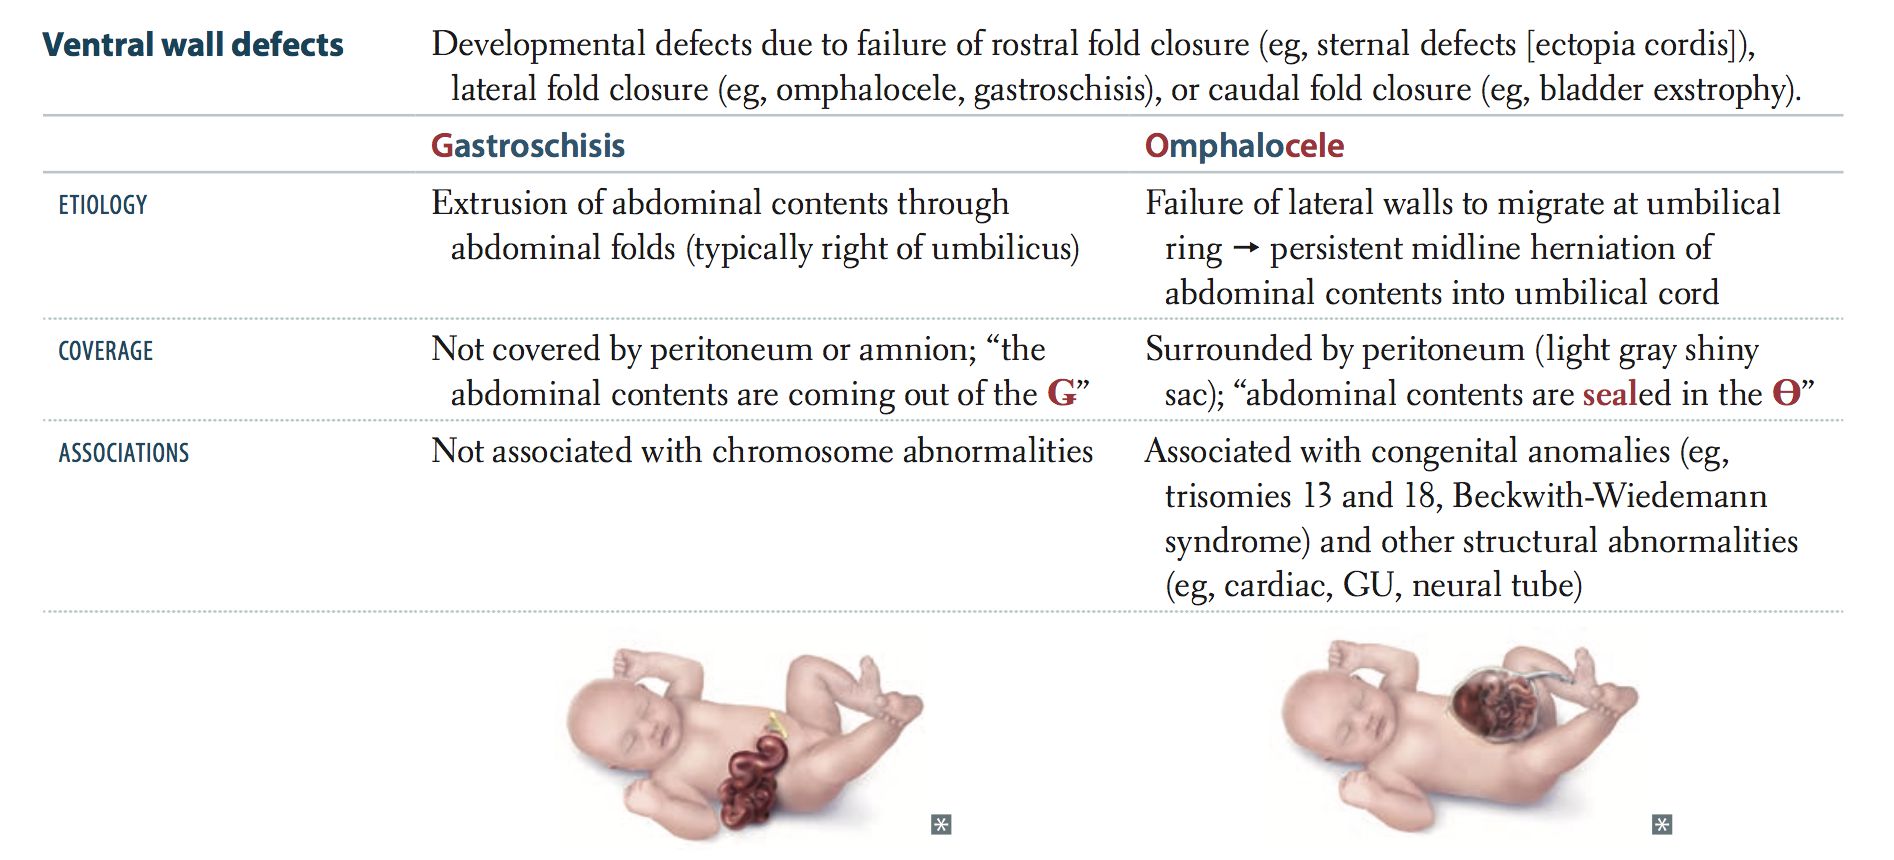 Ventral wall defects
Developmental defects due to failure of rostral fold closure (eg, sternal defects [ectopia cordis]),
lateral fold closure (eg, omphalocele, gastroschisis), or caudal fold closure (eg, bladder exstrophy).
Gastroschisis
Omphalocele
ETIOLOGY
Extrusion of abdominal contents through
abdominal folds (typically right of umbilicus)
Failure of lateral walls to migrate at umbilical
ring → persistent midline herniation of
abdominal contents into umbilical cord
COVERAGE
Not covered by peritoneum or amnion; “the
abdominal contents are coming out of the G”
Surrounded by peritoneum (light gray shiny
sac); “abdominal contents are sealed in the O”
ASSOCIATIONS
Not associated with chromosome abnormalities
Associated with congenital anomalies (eg,
trisomies 13 and 18, Beckwith-Wiedemann
syndrome) and other structural abnormalities
(eg, cardiac, GU, neural tube)